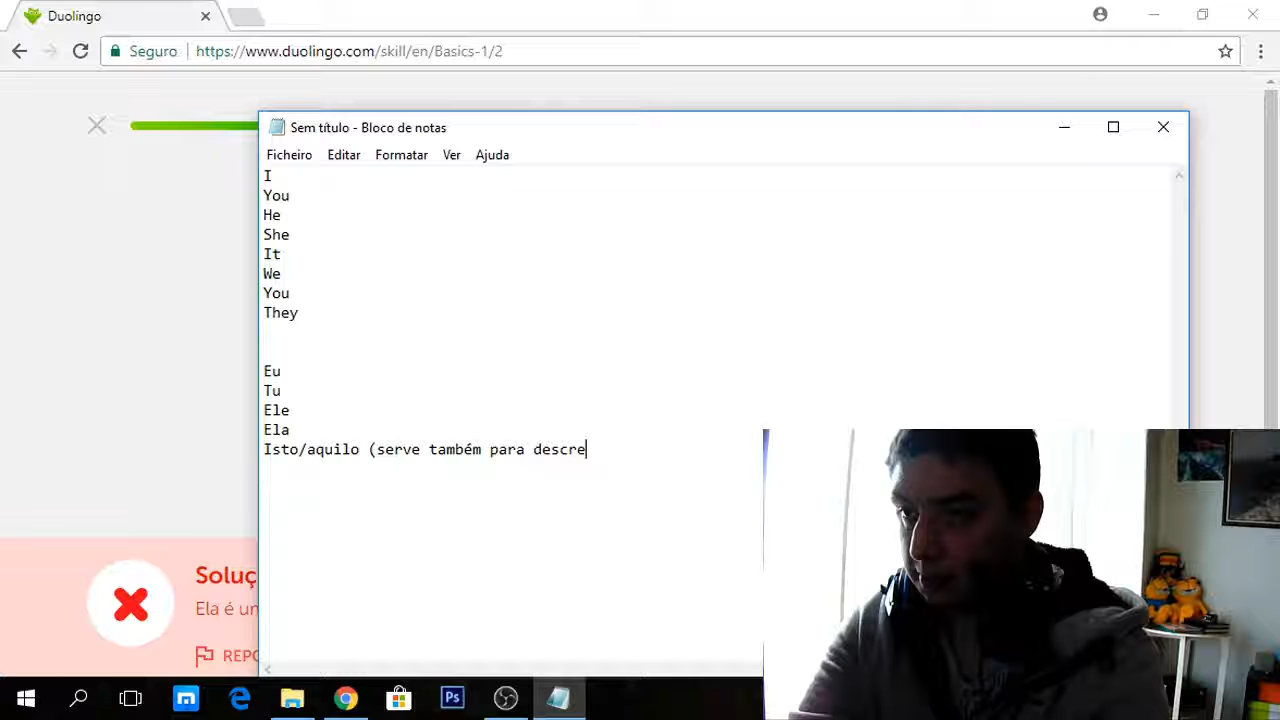 Duolingo
Seguro
https://www.duolingo.com/skill/en/Basics-1/2
Sem título - Bloco de notas
Ficheiro Editar Formatar Ver Ajuda
I
You
He
She
It
We
You
They
Eu
Tu
Ele
Ela
Isto/aquilo (serve também para descre
Soluç
Ela é un
REPO
Ps